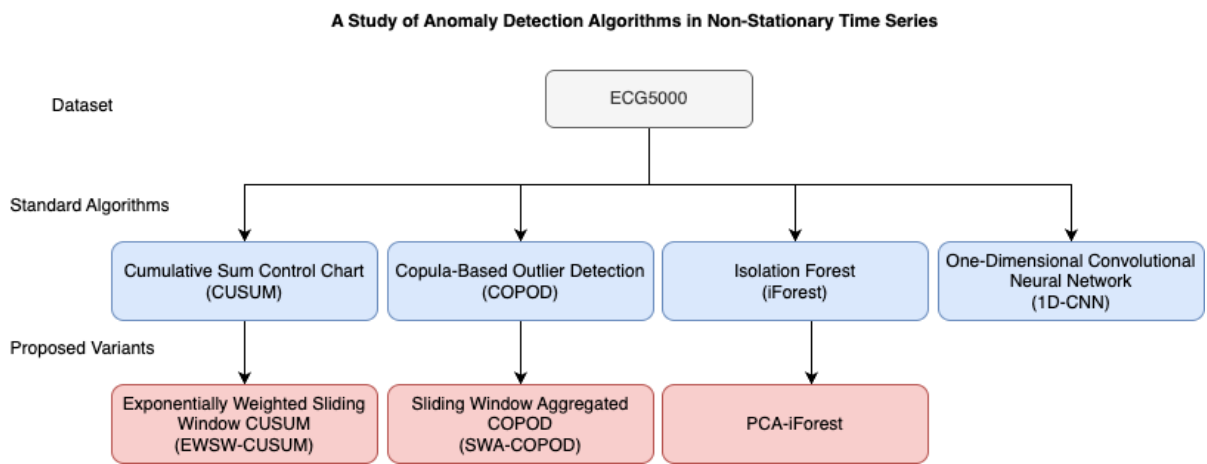 A Study of Anomaly Detection Algorithms in Non-Stationary Time Series
Dataset
ECG5000
Standard Algorithms
Cumulative Sum Control Chart
(CUSUM)
Copula-Based Outlier Detection
(COPOD)
Isolation Forest
(iForest)
One-Dimensional Convolutional
Neural Network
(1D-CNN)
Proposed Variants
Exponentially Weighted Sliding
Window CUSUM
(EWSW-CUSUM)
Sliding Window Aggregated
COPOD
(SWA-COPOD)
PCA-iForest